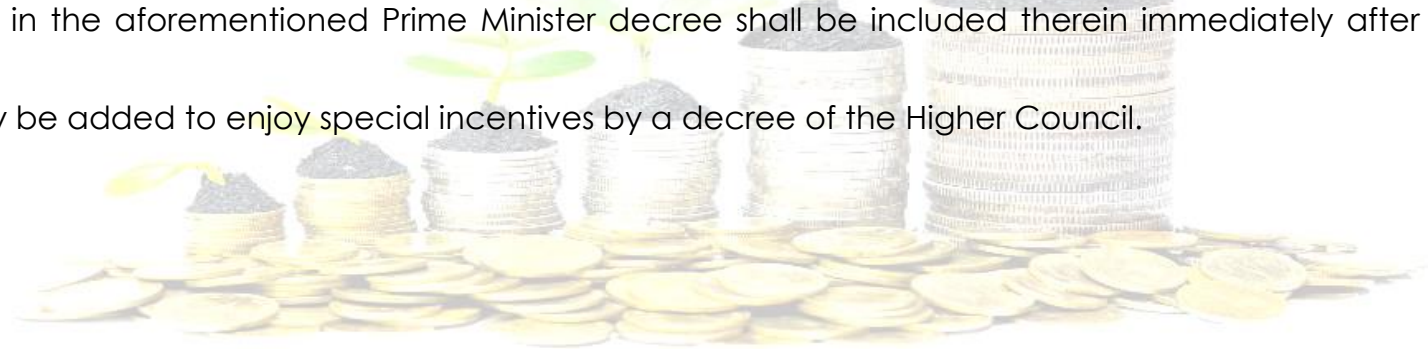 in the aforementioned Prime Minister decree shall be included therein immediately after
be added to enjoy special incentives by a decree of the Higher Council.